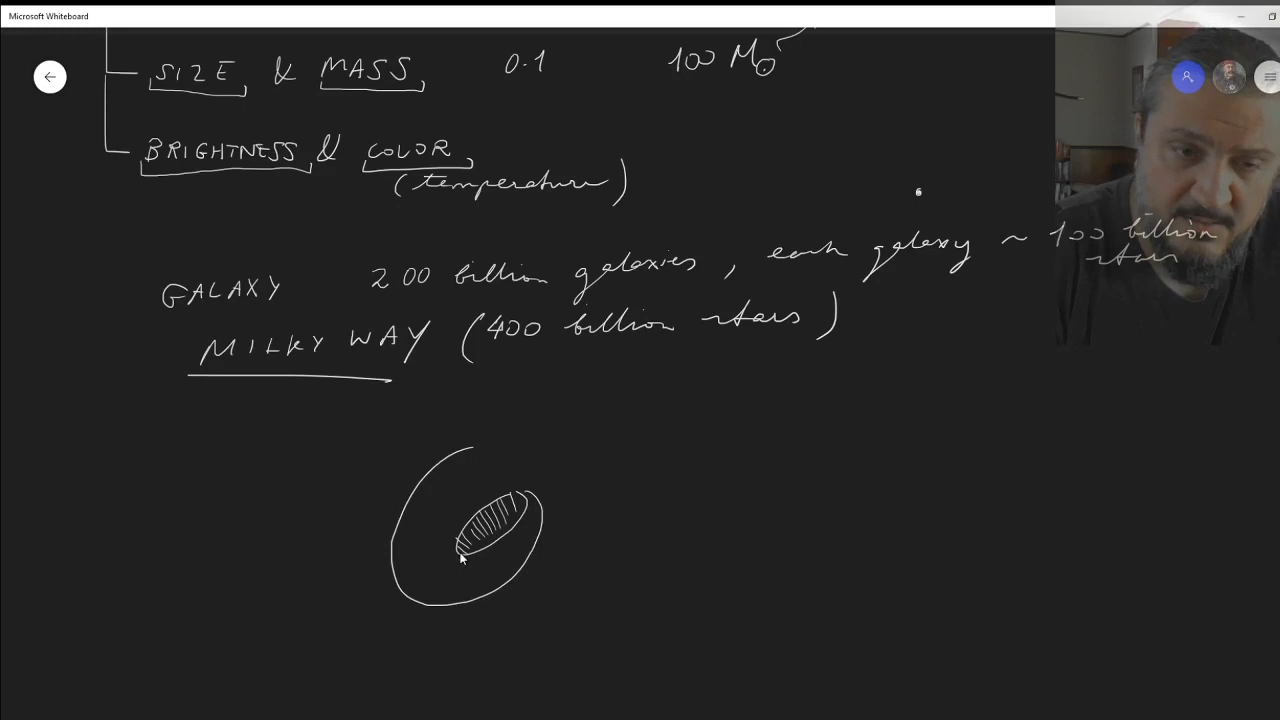 Microsoft Whiteboard
SIZE & MASS 0.1 100 M⊙
BRIGHTNESS & COLOR
(temperature)
GALAXY 200 billion galaxies, each galaxy ~ 100 billion
stars
MILKY WAY (400 billion stars)